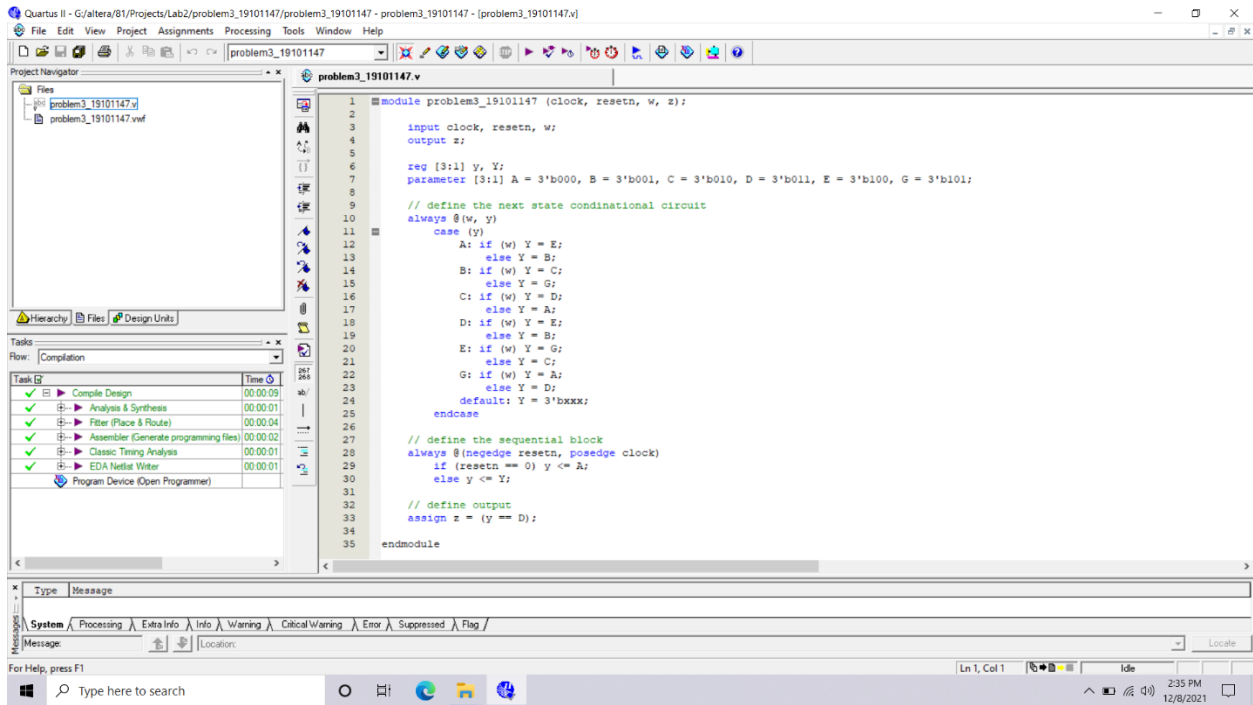 Quartus II - G:/altera/81/Projects/Lab2/problem3_19101147/problem3_19101147 - problem3_19101147 - [problem3_19101147.v]
File Edit View Project Assignments Processing Tools Window Help
problem3_19101147
Project Navigator
problem3_19101147.v
Files
problem3_19101147.v
problem3_19101147.vwf
Hierarchy Files Design Units
Tasks
Flow: Compilation
Task Time
Compile Design 00:00:09
Analysis & Synthesis 00:00:01
Fitter (Place & Route) 00:00:04
Assembler (Generate programming files) 00:00:02
Classic Timing Analysis 00:00:01
EDA Netlist Writer 00:00:01
Program Device (Open Programmer)
267
268
ab/
1 module problem3_19101147 (clock, resetn, w, z);
2
3 input clock, resetn, w;
4 output z;
5
6 reg [3:1] y, Y;
7 parameter [3:1] A = 3'b000, B = 3'b001, C = 3'b010, D = 3'b011, E = 3'b100, G = 3'b101;
8
9 // define the next state condinational circuit
10 always @(w, y)
11 case (y)
12 A: if (w) Y = E;
13 else Y = B;
14 B: if (w) Y = C;
15 else Y = G;
16 C: if (w) Y = D;
17 else Y = A;
18 D: if (w) Y = E;
19 else Y = B;
20 E: if (w) Y = G;
21 else Y = C;
22 G: if (w) Y = A;
23 else Y = D;
24 default: Y = 3'bxxx;
25 endcase
26
27 // define the sequential block
28 always @(negedge resetn, posedge clock)
29 if (resetn == 0) y <= A;
30 else y <= Y;
31
32 // define output
33 assign z = (y == D);
34
35 endmodule
Type Message
System Processing Extra Info Info Warning Critical Warning Error Suppressed Flag
Messages
Message: Location: Locate
For Help, press F1 Ln 1, Col 1 Idle
Type here to search
2:35 PM
12/8/2021